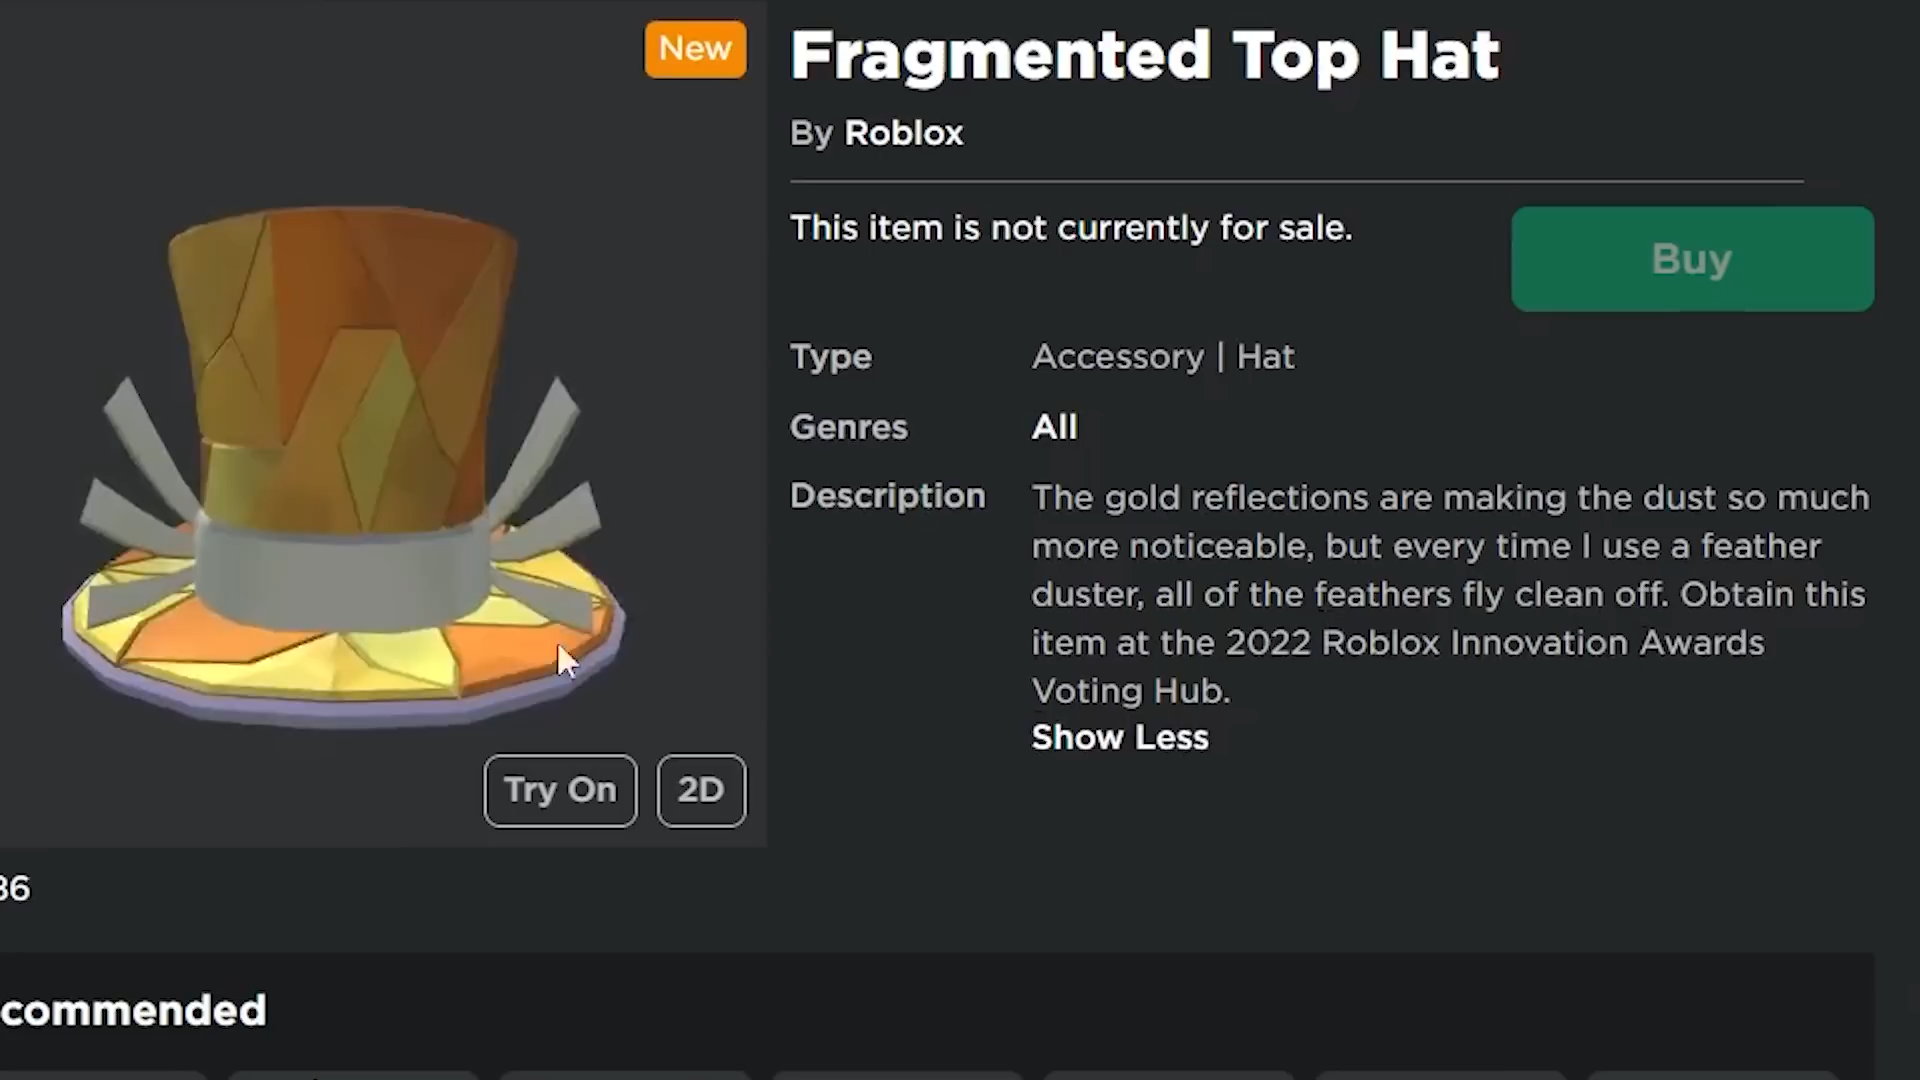 New
Fragmented Top Hat
By Roblox
This item is not currently for sale.
Buy
Type Accessory | Hat
Genres All
Description The gold reflections are making the dust so much
more noticeable, but every time I use a feather
duster, all of the feathers fly clean off. Obtain this
item at the 2022 Roblox Innovation Awards
Voting Hub.
Show Less
Try On 2D
36
commended